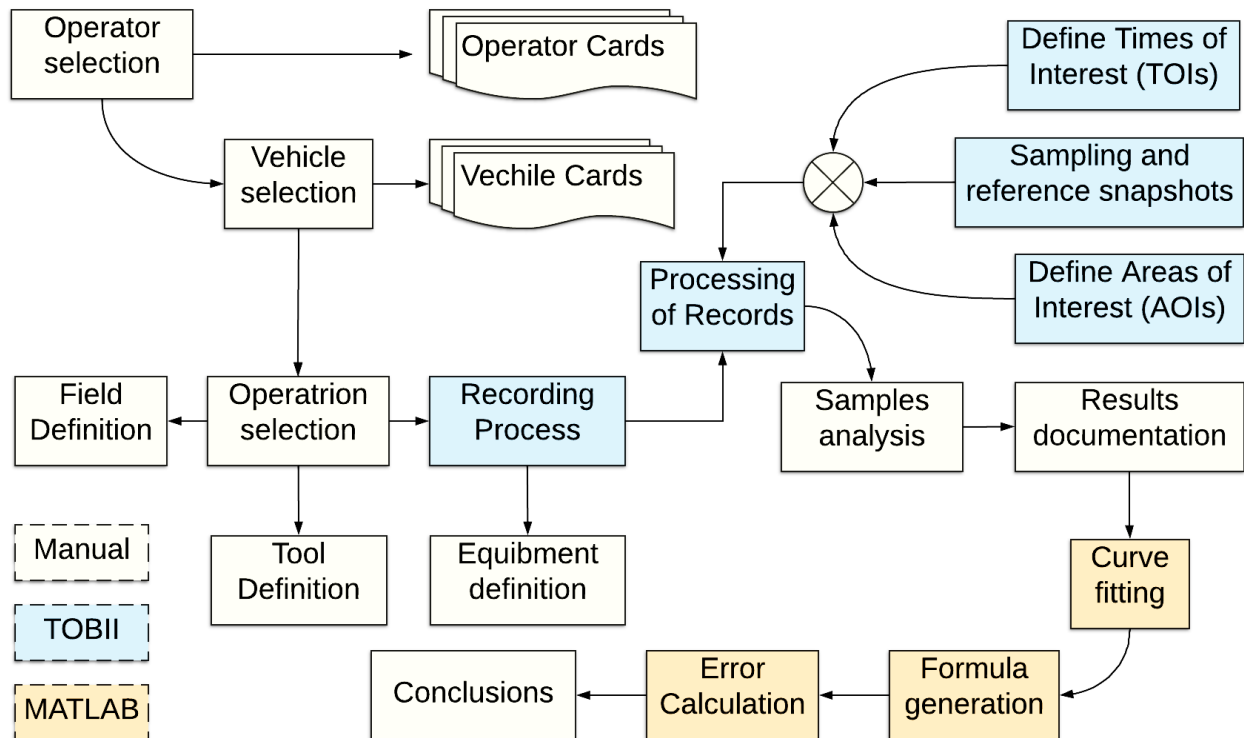 Operator
selection
Operator Cards
Define Times of
Interest (TOIs)
Vehicle
selection
Vechile Cards
Sampling and
reference snapshots
Processing
of Records
Define Areas of
Interest (AOIs)
Field
Definition
Operatrion
selection
Recording
Process
Samples
analysis
Results
documentation
Manual
Tool
Definition
Equibment
definition
Curve
fitting
TOBII
MATLAB
Conclusions
Error
Calculation
Formula
generation